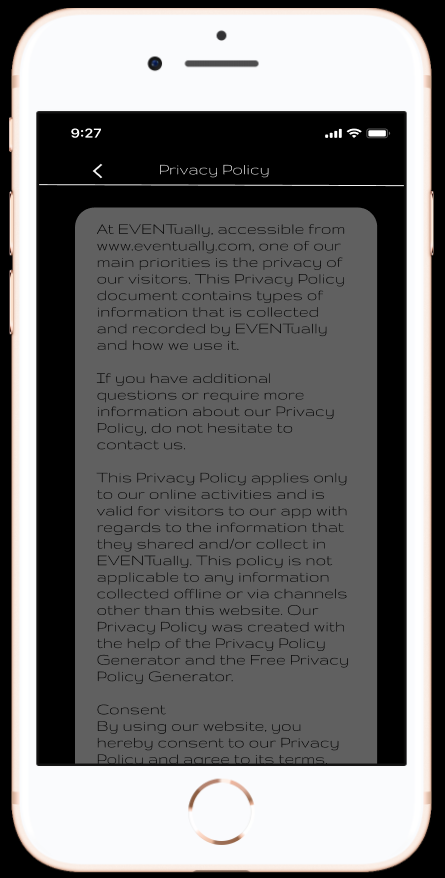 9:27
Privacy Policy
At EVENTually, accessible from
www.eventually.com, one of our
main priorities is the privacy of
our visitors. This Privacy Policy
document contains types of
information that is collected
and recorded by EVENTually
and how we use it.
If you have additional
questions or require more
information about our Privacy
Policy, do not hesitate to
contact us.
This Privacy Policy applies only
to our online activities and is
valid for visitors to our app with
regards to the information that
they shared and/or collect in
EVENTually. This policy is not
applicable to any information
collected offline or via channels
other than this website. Our
Privacy Policy was created with
the help of the Privacy Policy
Generator and the Free Privacy
Policy Generator.
Consent
By using our website, you
hereby consent to our Privacy
Policy and agree to its terms